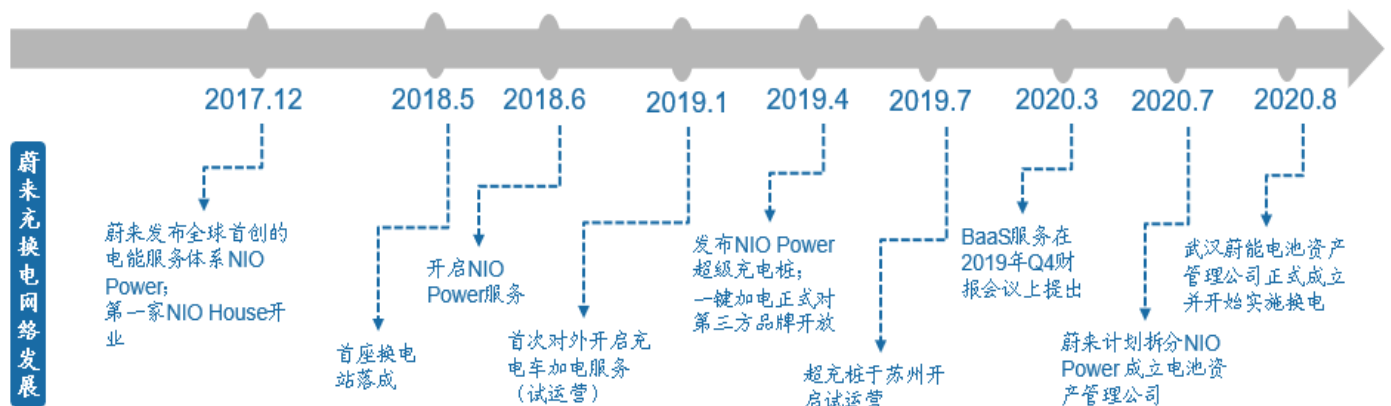 2017.12
2018.5
2018.6
2019.1
2019.4
2019.7
2020.3
2020.7
2020.8
蔚来充换电网络发展
蔚来发布全球首创的
电能服务体系NIO
Power;
第一家NIO House开
业
首座换电
站落成
开启NIO
Power服务
首次对外开启充
电车加电服务
（试运营）
发布NIO Power
超级充电桩;
一键加电正式对
第三方品牌开放
超充桩于苏州开
启试运营
BaaS服务在
2019年Q4财
报会议上提出
蔚来计划拆分NIO
Power 成立电池资
产管理公司
武汉蔚能电池资产
管理公司正式成立
并开始实施换电